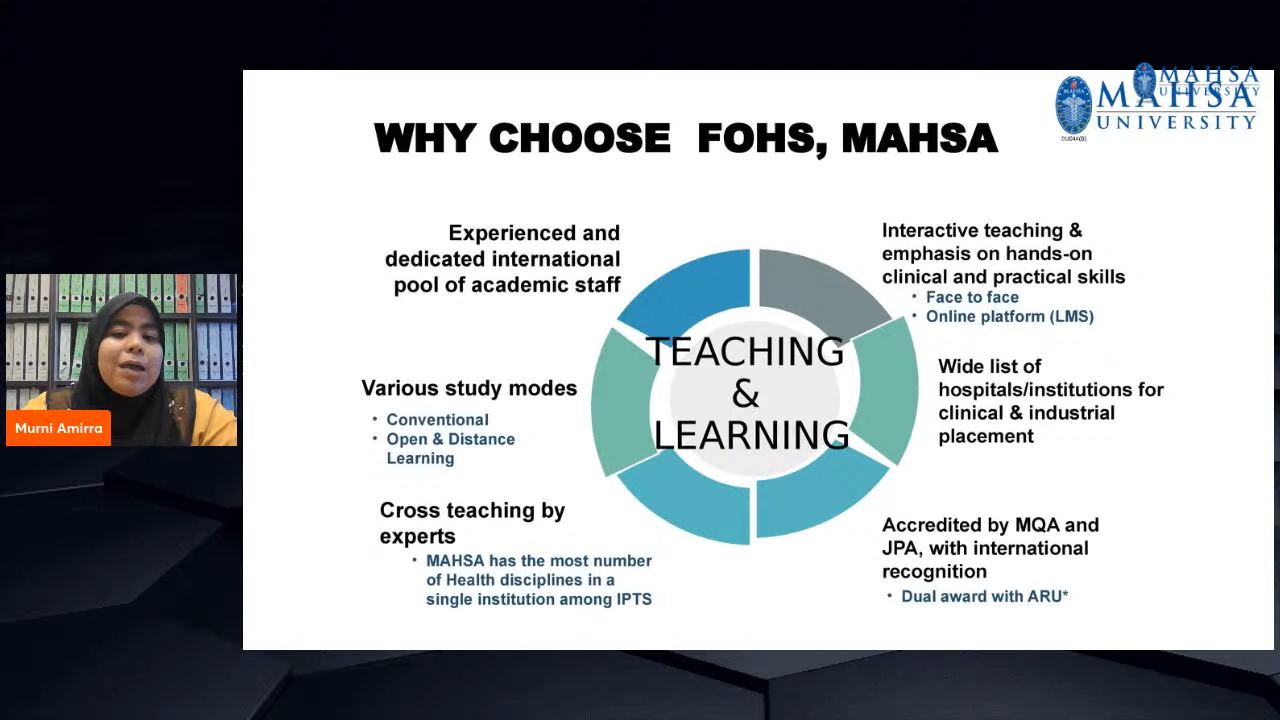 MAHSA
UNIVERSITY
MAHSA
UNIVERSITY
WHY CHOOSE FOHS, MAHSA
Experienced and
dedicated international
pool of academic staff
Various study modes
• Conventional
• Open & Distance
Learning
Cross teaching by
experts
• MAHSA has the most number
of Health disciplines in a
single institution among IPTS
TEACHING
&
LEARNING
Interactive teaching &
emphasis on hands-on
clinical and practical skills
• Face to face
• Online platform (LMS)
Wide list of
hospitals/institutions for
clinical & industrial
placement
Accredited by MQA and
JPA, with international
recognition
• Dual award with ARU*
Murni Amirra